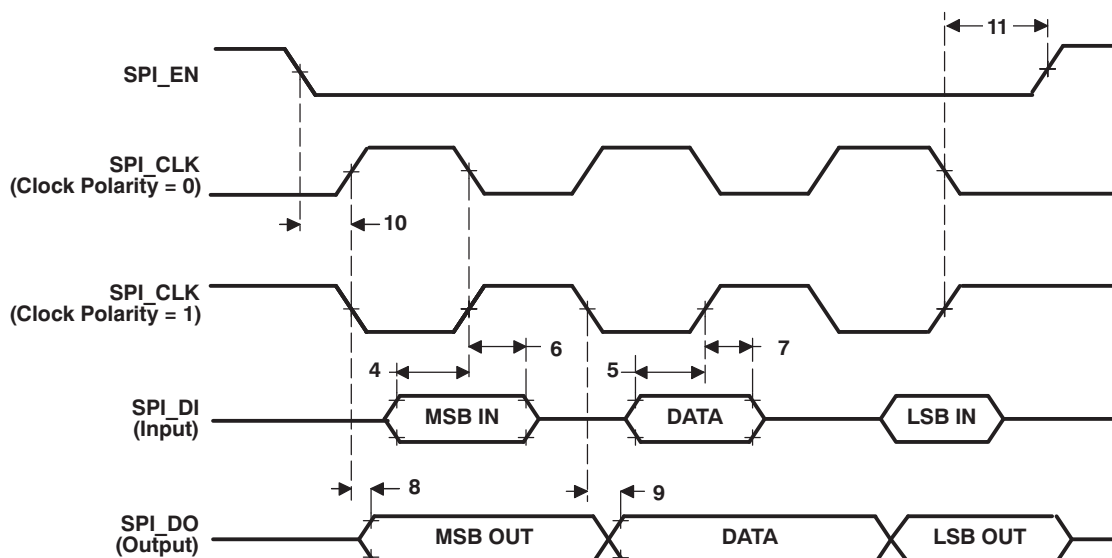 11
SPI_EN
SPI_CLK
(Clock Polarity = 0)
10
SPI_CLK
(Clock Polarity = 1)
6
7
4
5
SPI_DI
(Input)
MSB IN
DATA
LSB IN
8
9
SPI_DO
(Output)
MSB OUT
DATA
LSB OUT